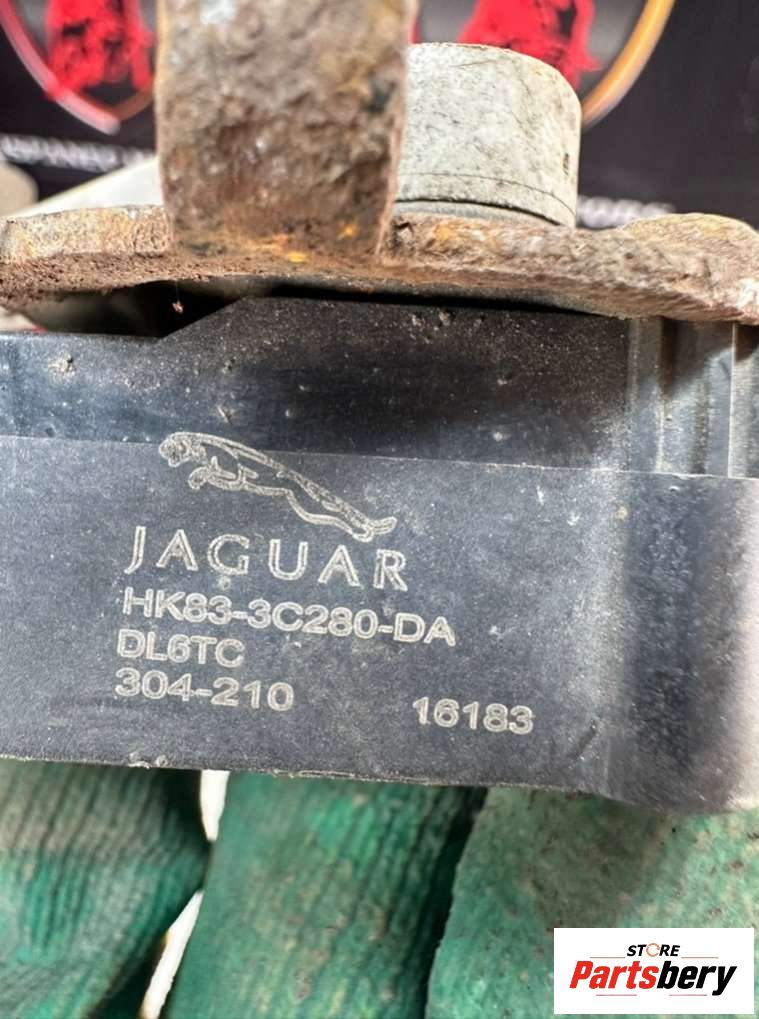 JAGUAR
HK83-3C280-DA
DL6TC
304-210 16183
STORE
Partsbery